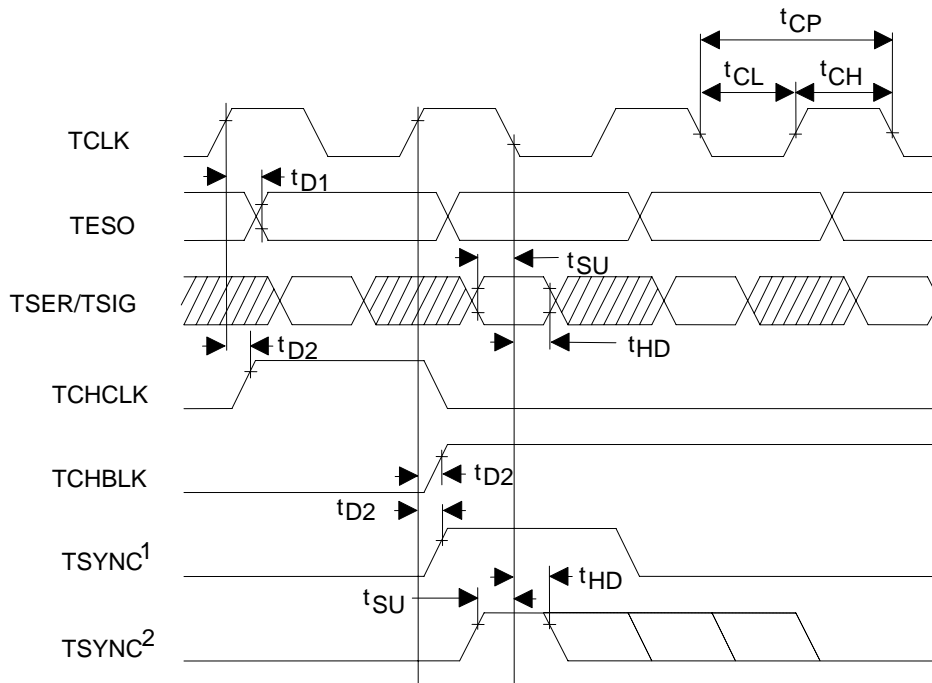 tCP
tCL tCH
TCLK
tD1
TESO
tSU
TSER/TSIG
tD2 tHD
TCHCLK
TCHBLK
tD2
tD2
TSYNC1
tHD
tSU
TSYNC2